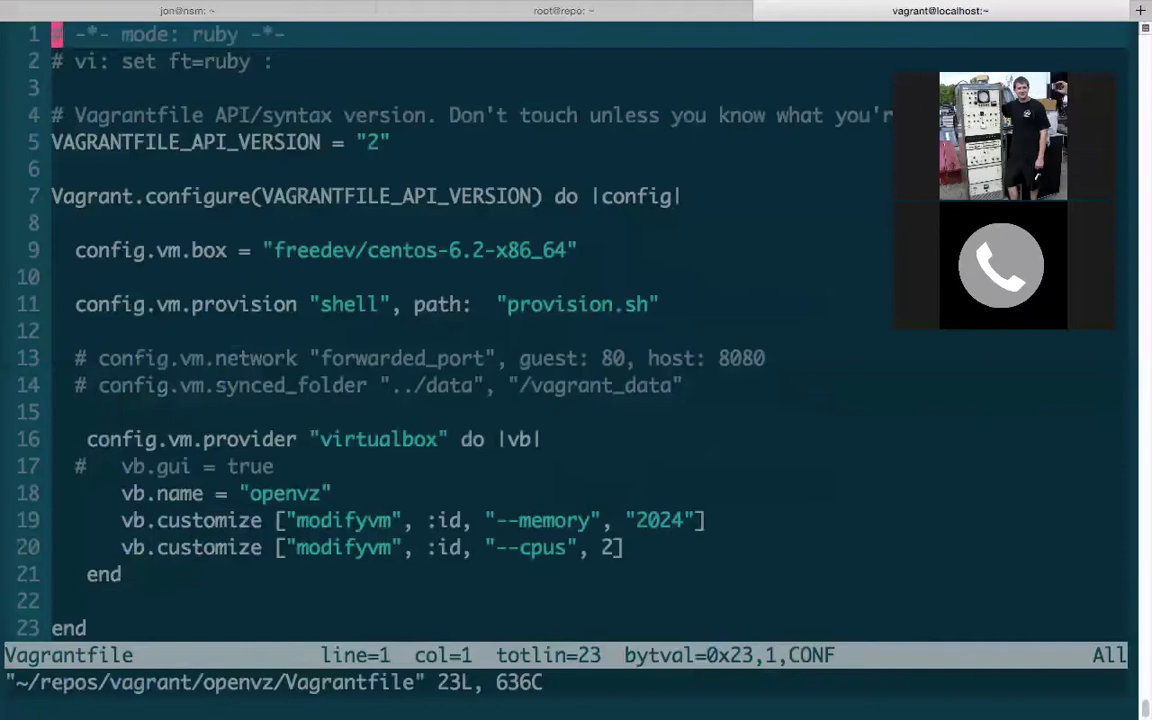 jon@nsm: ~
root@repo: ~
vagrant@localhost:~
1 # -*- mode: ruby -*-
2 # vi: set ft=ruby :
3
4 # Vagrantfile API/syntax version. Don't touch unless you know what you'r
5 VAGRANTFILE_API_VERSION = "2"
6
7 Vagrant.configure(VAGRANTFILE_API_VERSION) do |config|
8
9   config.vm.box = "freedev/centos-6.2-x86_64"
10
11   config.vm.provision "shell", path:  "provision.sh"
12
13   # config.vm.network "forwarded_port", guest: 80, host: 8080
14   # config.vm.synced_folder "../data", "/vagrant_data"
15
16    config.vm.provider "virtualbox" do |vb|
17   #   vb.gui = true
18       vb.name = "openvz"
19       vb.customize ["modifyvm", :id, "--memory", "2024"]
20       vb.customize ["modifyvm", :id, "--cpus", 2]
21    end
22
23 end
Vagrantfile line=1 col=1 totlin=23 bytval=0x23,1,CONF All
"~/repos/vagrant/openvz/Vagrantfile" 23L, 636C